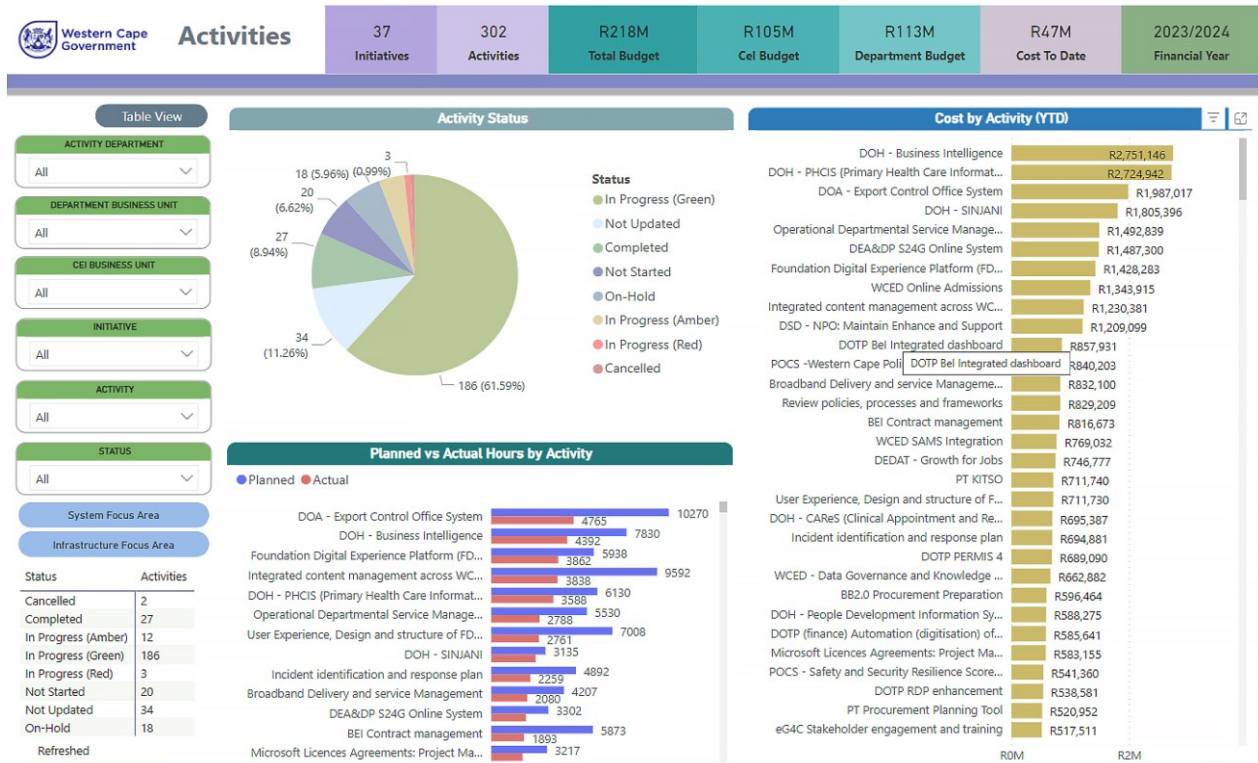 Western Cape
Government
Activities
37
Initiatives
302
Activities
R218M
Total Budget
R105M
CeI Budget
R113M
Department Budget
R47M
Cost To Date
2023/2024
Financial Year
Table View
ACTIVITY DEPARTMENT
All
DEPARTMENT BUSINESS UNIT
All
CEI BUSINESS UNIT
All
INITIATIVE
All
ACTIVITY
All
STATUS
All
System Focus Area
Infrastructure Focus Area
Status Activities
Cancelled 2
Completed 27
In Progress (Amber) 12
In Progress (Green) 186
In Progress (Red) 3
Not Started 20
Not Updated 34
On-Hold 18
Refreshed
Activity Status
3
(0.99%)
18 (5.96%)
20
(6.62%)
27
(8.94%)
34
(11.26%)
186 (61.59%)
Status
In Progress (Green)
Not Updated
Completed
Not Started
On-Hold
In Progress (Amber)
In Progress (Red)
Cancelled
Planned vs Actual Hours by Activity
Planned Actual
DOA - Export Control Office System 10270 4765
DOH - Business Intelligence 7830 4392
Foundation Digital Experience Platform (FD... 5938 3862
Integrated content management across WC... 9592 3838
DOH - PHCIS (Primary Health Care Informat... 6130 3588
Operational Departmental Service Manage... 5530 2788
User Experience, Design and structure of FD... 7008 2761
DOH - SINJANI 3135
Incident identification and response plan 4892 2259
Broadband Delivery and service Management 4207 2080
DEA&DP S24G Online System 3302
BEI Contract management 5873 1893
Microsoft Licences Agreements: Project Ma... 3217
Cost by Activity (YTD)
DOH - Business Intelligence R2,751,146
DOH - PHCIS (Primary Health Care Informat... R2,724,942
DOA - Export Control Office System R1,987,017
DOH - SINJANI R1,805,396
Operational Departmental Service Manage... R1,492,839
DEA&DP S24G Online System R1,487,300
Foundation Digital Experience Platform (FD... R1,428,283
WCED Online Admissions R1,343,915
Integrated content management across WC... R1,230,381
DSD - NPO: Maintain Enhance and Support R1,209,099
DOTP BeI Integrated dashboard R857,931
POCS -Western Cape Poli DOTP BeI Integrated dashboard R840,203
Broadband Delivery and service Manageme... R832,100
Review policies, processes and frameworks R829,209
BEI Contract management R816,673
WCED SAMS Integration R769,032
DEDAT - Growth for Jobs R746,777
PT KITSO R711,740
User Experience, Design and structure of F... R711,730
DOH - CAReS (Clinical Appointment and Re... R695,387
Incident identification and response plan R694,881
DOTP PERMIS 4 R689,090
WCED - Data Governance and Knowledge ... R662,882
BB2.0 Procurement Preparation R596,464
DOH - People Development Information Sy... R588,275
DOTP (finance) Automation (digitisation) of... R585,641
Microsoft Licences Agreements: Project Ma... R583,155
POCS - Safety and Security Resilience Score... R541,360
DOTP RDP enhancement R538,581
PT Procurement Planning Tool R520,952
eG4C Stakeholder engagement and training R517,511
R0M R2M